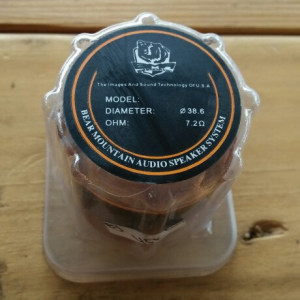 The Images And Sound Technology Of U.S.A
MODEL:
DIAMETER: ø38.6
OHM: 7.2Ω
BEAR MOUNTAIN AUDIO SPEAKER SYSTEM